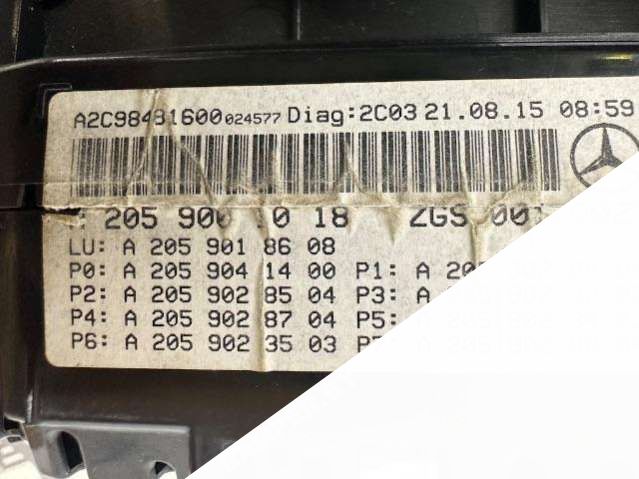 A2C98481600 024577 Diag:2C03 21.08.15 08:59
205 900 0 18 ZGS 001
LU: A 205 901 86 08
P0: A 205 904 14 00 P1: A 205
P2: A 205 902 85 04 P3: A
P4: A 205 902 87 04 P5:
P6: A 205 902 35 03